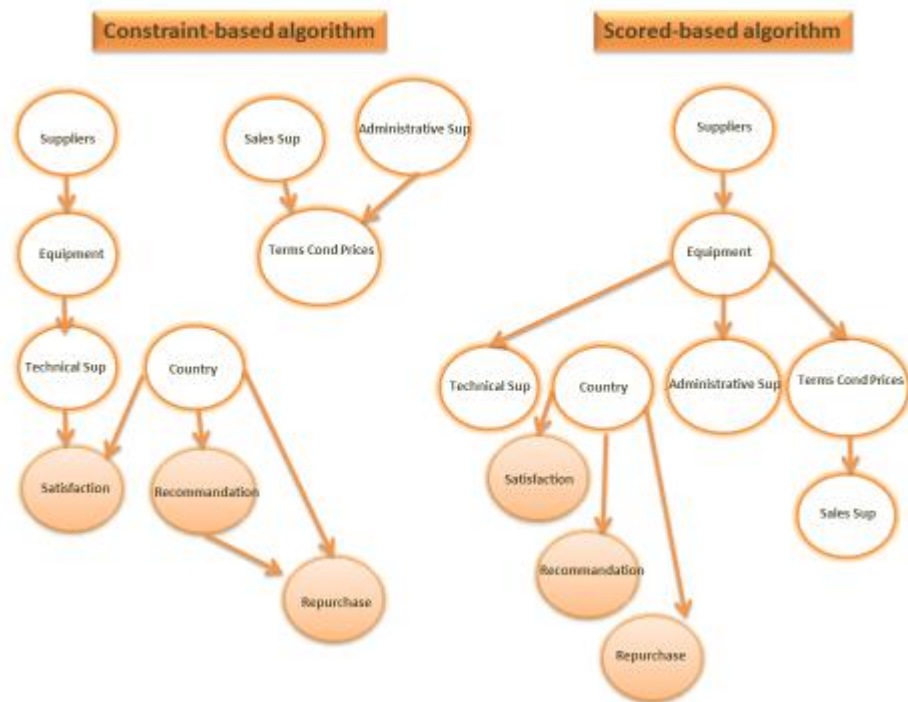 Constraint-based algorithm
Scored-based algorithm
Suppliers
Sales Sup
Administrative Sup
Equipment
Terms Cond Prices
Technical Sup
Country
Satisfaction
Recommandation
Repurchase
Suppliers
Equipment
Technical Sup
Country
Administrative Sup
Terms Cond Prices
Satisfaction
Sales Sup
Recommandation
Repurchase